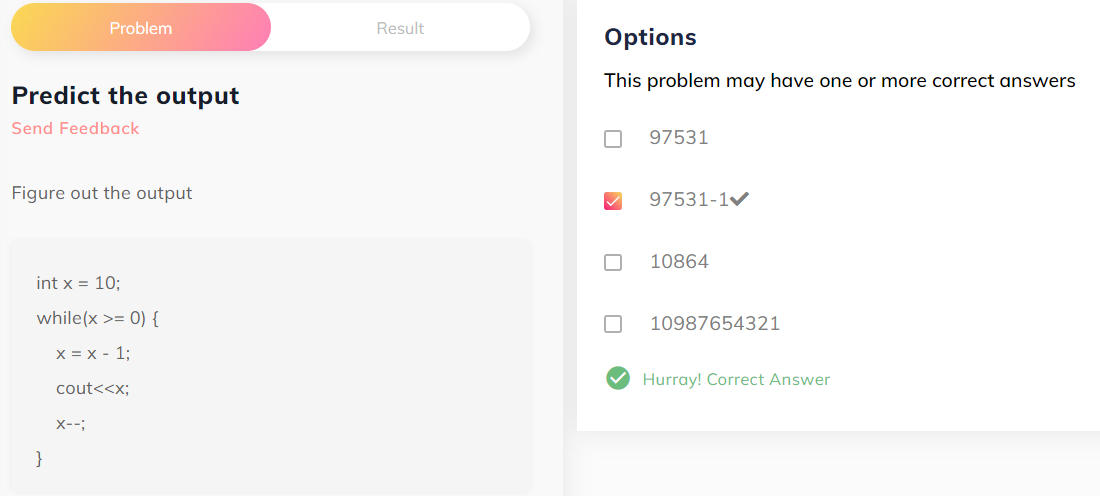 Problem
Result
Predict the output
Send Feedback
Figure out the output
int x = 10;
while(x >= 0) {
    x = x - 1;
    cout<<x;
    x--;
}
Options
This problem may have one or more correct answers
97531
97531-1
10864
10987654321
Hurray! Correct Answer